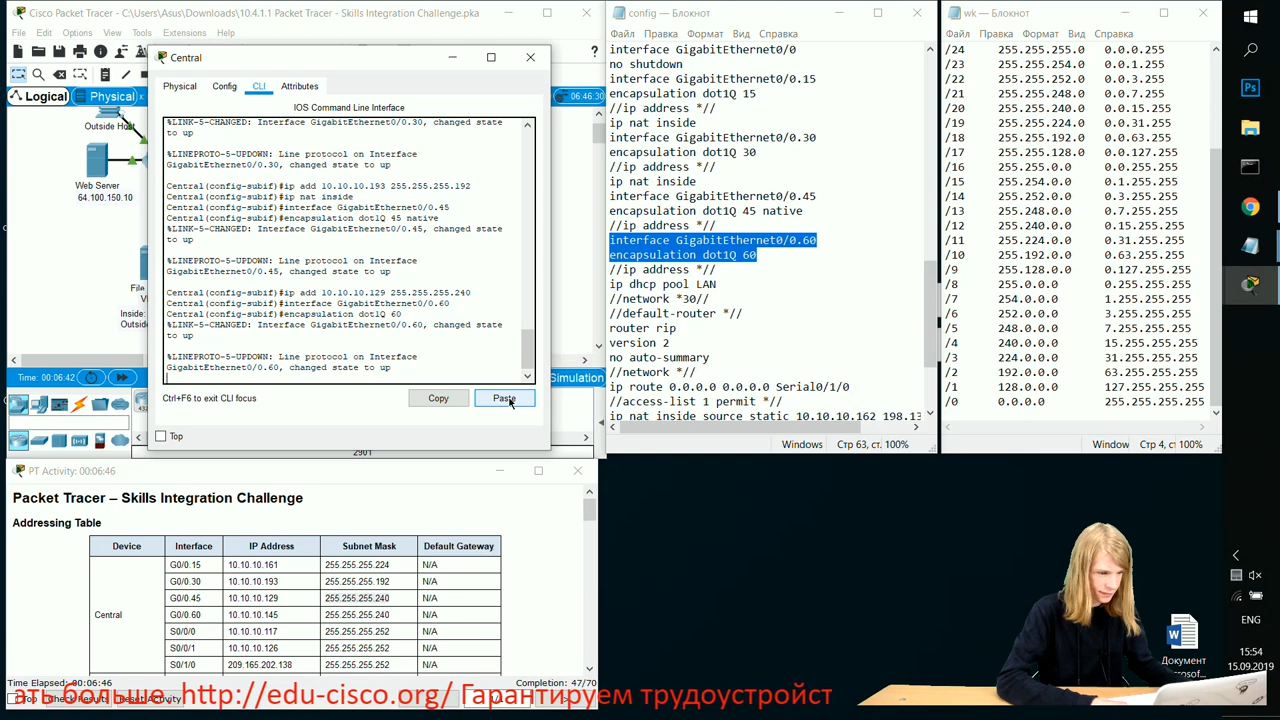 Cisco Packet Tracer - C:\Users\Asus\Downloads\10.4.1.1 Packet Tracer - Skills Integration Challenge.pka
File Edit Options View Tools Extensions Help
Logical
Physical
06:46:30
Outside Host
Web Server
64.100.150.10
File
Inside:
Outside
Time: 00:06:42
Simulation
2901
Central
Physical Config CLI Attributes
IOS Command Line Interface
%LINK-5-CHANGED: Interface GigabitEthernet0/0.30, changed state
to up
%LINEPROTO-5-UPDOWN: Line protocol on Interface
GigabitEthernet0/0.30, changed state to up
Central(config-subif)#ip add 10.10.10.193 255.255.255.192
Central(config-subif)#ip nat inside
Central(config-subif)#interface GigabitEthernet0/0.45
Central(config-subif)#encapsulation dot1Q 45 native
%LINK-5-CHANGED: Interface GigabitEthernet0/0.45, changed state
to up
%LINEPROTO-5-UPDOWN: Line protocol on Interface
GigabitEthernet0/0.45, changed state to up
Central(config-subif)#ip add 10.10.10.129 255.255.255.240
Central(config-subif)#interface GigabitEthernet0/0.60
Central(config-subif)#encapsulation dot1Q 60
%LINK-5-CHANGED: Interface GigabitEthernet0/0.60, changed state
to up
%LINEPROTO-5-UPDOWN: Line protocol on Interface
GigabitEthernet0/0.60, changed state to up
Ctrl+F6 to exit CLI focus
Copy
Paste
Top
config — Блокнот
Файл Правка Формат Вид Справка
interface GigabitEthernet0/0
no shutdown
interface GigabitEthernet0/0.15
encapsulation dot1Q 15
//ip address *//
ip nat inside
interface GigabitEthernet0/0.30
encapsulation dot1Q 30
//ip address *//
ip nat inside
interface GigabitEthernet0/0.45
encapsulation dot1Q 45 native
//ip address *//
interface GigabitEthernet0/0.60
encapsulation dot1Q 60
//ip address *//
ip dhcp pool LAN
//network *30//
//default-router *//
router rip
version 2
no auto-summary
//network *//
ip route 0.0.0.0 0.0.0.0 Serial0/1/0
//access-list 1 permit *//
ip nat inside source static 10.10.10.162 198.13
Windows Стр 63, ст. 100%
wk — Блокнот
Файл Правка Формат Вид Справка
/24 255.255.255.0 0.0.0.255
/23 255.255.254.0 0.0.1.255
/22 255.255.252.0 0.0.3.255
/21 255.255.248.0 0.0.7.255
/20 255.255.240.0 0.0.15.255
/19 255.255.224.0 0.0.31.255
/18 255.255.192.0 0.0.63.255
/17 255.255.128.0 0.0.127.255
/16 255.255.0.0 0.0.255.255
/15 255.254.0.0 0.1.255.255
/14 255.252.0.0 0.3.255.255
/13 255.248.0.0 0.7.255.255
/12 255.240.0.0 0.15.255.255
/11 255.224.0.0 0.31.255.255
/10 255.192.0.0 0.63.255.255
/9 255.128.0.0 0.127.255.255
/8 255.0.0.0 0.255.255.255
/7 254.0.0.0 1.255.255.255
/6 252.0.0.0 3.255.255.255
/5 248.0.0.0 7.255.255.255
/4 240.0.0.0 15.255.255.255
/3 224.0.0.0 31.255.255.255
/2 192.0.0.0 63.255.255.255
/1 128.0.0.0 127.255.255.255
/0 0.0.0.0 255.255.255.255
Window Стр 4, ст. 100%
PT Activity: 00:06:46
Packet Tracer – Skills Integration Challenge
Addressing Table
Device Interface IP Address Subnet Mask Default Gateway
Central
G0/0.15 10.10.10.161 255.255.255.224 N/A
G0/0.30 10.10.10.193 255.255.255.192 N/A
G0/0.45 10.10.10.129 255.255.255.240 N/A
G0/0.60 10.10.10.145 255.255.255.240 N/A
S0/0/0 10.10.10.117 255.255.255.252 N/A
S0/0/1 10.10.10.126 255.255.255.252 N/A
S0/1/0 209.165.202.138 255.255.255.252 N/A
Time Elapsed: 00:06:46 Completion: 47/70
Top Check Results Reset Activity
ать больше http://edu-cisco.org/ Гарантируем трудоустройст
Документ
Microsof...
ENG
15:54
15.09.2019